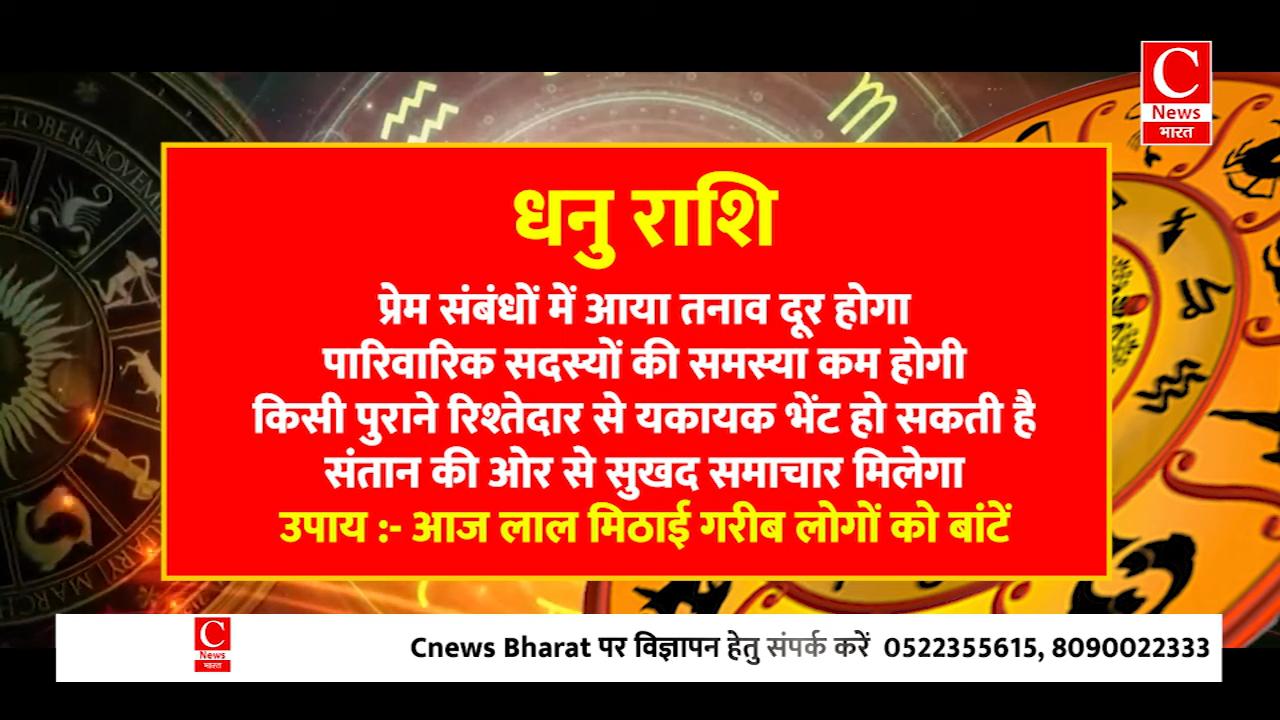 C
News
भारत
धनु राशि
प्रेम संबंधों में आया तनाव दूर होगा
पारिवारिक सदस्यों की समस्या कम होगी
किसी पुराने रिश्तेदार से यकायक भेंट हो सकती है
संतान की ओर से सुखद समाचार मिलेगा
उपाय :- आज लाल मिठाई गरीब लोगों को बांटें
C
News
भारत
Cnews Bharat पर विज्ञापन हेतु संपर्क करें 0522355615, 8090022333